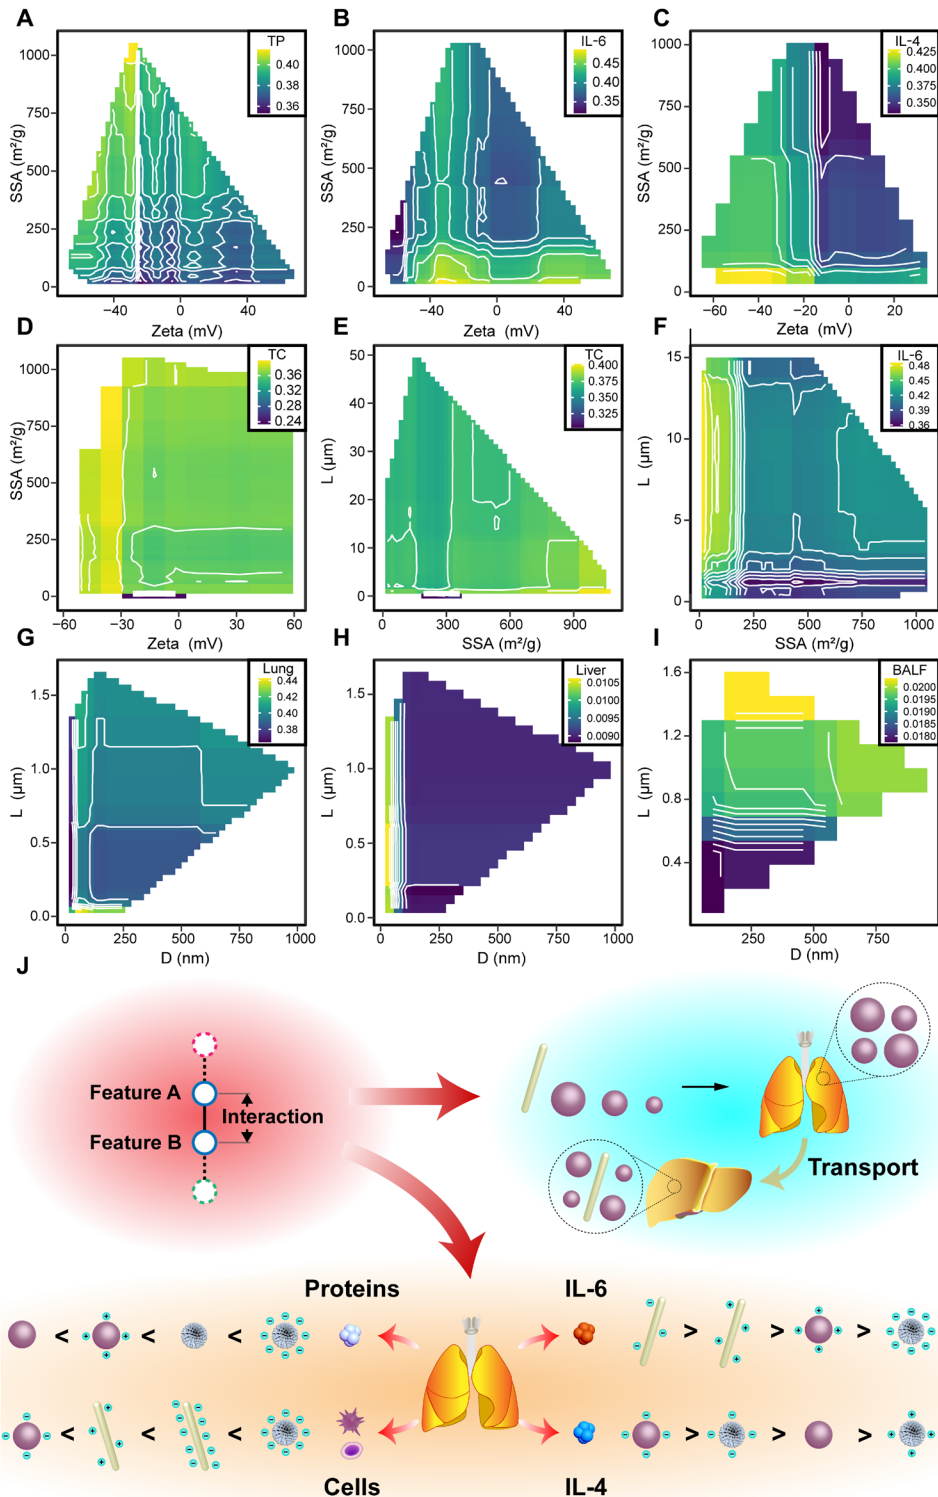 A
TP
0.40
0.38
0.36
SSA (m²/g)
1000
750
500
250
0
−40
0
40
Zeta (mV)
B
IL-6
0.45
0.40
0.35
SSA (m²/g)
1000
750
500
250
0
−40
0
40
Zeta (mV)
C
IL-4
0.425
0.400
0.375
0.350
SSA (m²/g)
1000
750
500
250
0
−60
−40
−20
0
20
Zeta (mV)
D
TC
0.36
0.32
0.28
0.24
SSA (m²/g)
1000
750
500
250
0
−60
−30
0
30
60
Zeta (mV)
E
TC
0.400
0.375
0.350
0.325
L (μm)
50
40
30
20
10
0
0
300
600
900
SSA (m²/g)
F
IL-6
0.48
0.45
0.42
0.39
0.36
L (μm)
15
10
5
0
0
250
500
750
1000
SSA (m²/g)
G
Lung
0.44
0.42
0.40
0.38
L (μm)
1.5
1.0
0.5
0.0
0
250
500
750
1000
D (nm)
H
Liver
0.0105
0.0100
0.0095
0.0090
L (μm)
1.5
1.0
0.5
0.0
0
250
500
750
1000
D (nm)
I
BALF
0.0200
0.0195
0.0190
0.0185
0.0180
L (μm)
1.6
1.2
0.8
0.4
250
500
750
D (nm)
J
Feature A
Interaction
Feature B
Transport
Proteins
IL-6
< < <
> > >
< < <
> > >
Cells
IL-4